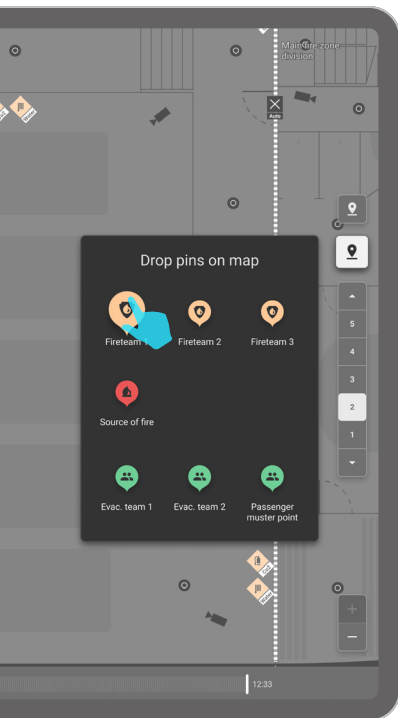 Main fire zone
division
Auto
Drop pins on map
Fireteam 1
Fireteam 2
Fireteam 3
Source of fire
Evac. team 1
Evac. team 2
Passenger
muster point
5
4
3
2
1
12:33